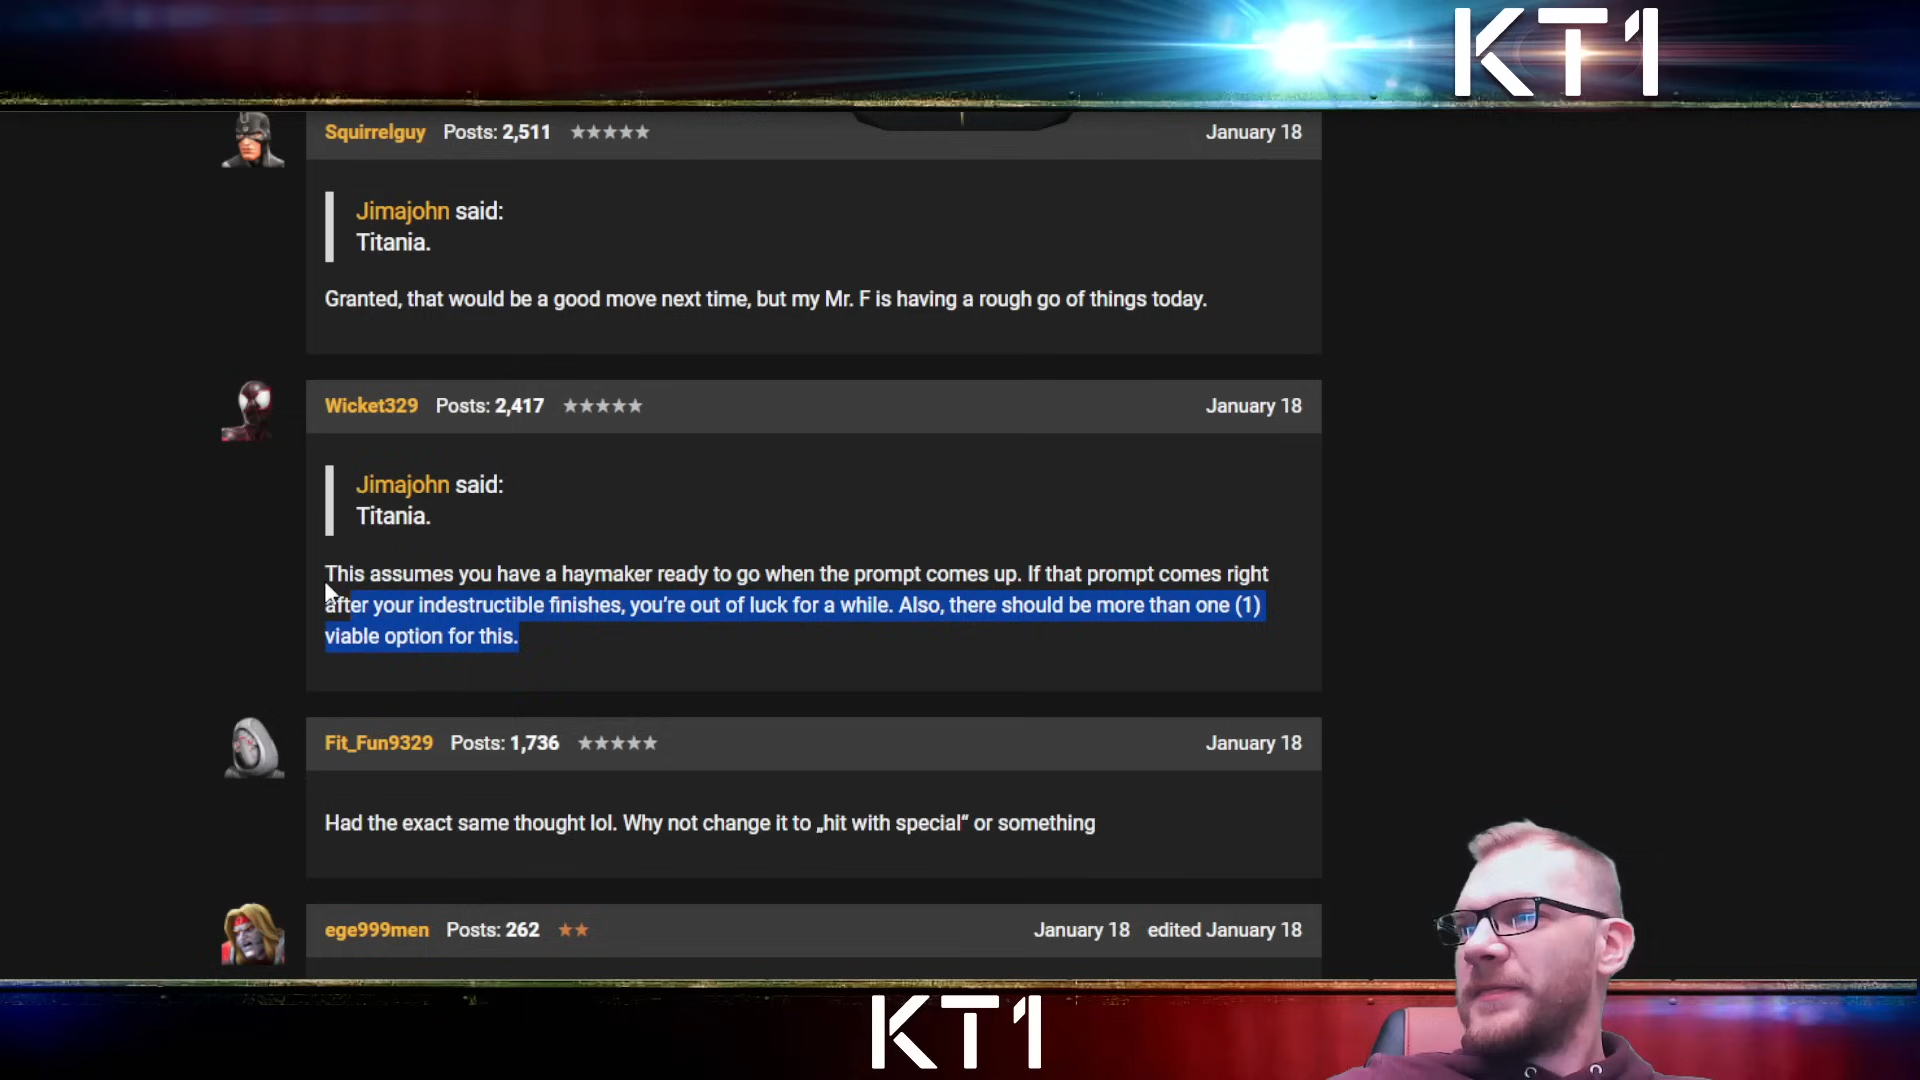 KT1
Squirrelguy Posts: 2,511 January 18
Jimajohn said:
Titania.
Granted, that would be a good move next time, but my Mr. F is having a rough go of things today.
Wicket329 Posts: 2,417 January 18
Jimajohn said:
Titania.
This assumes you have a haymaker ready to go when the prompt comes up. If that prompt comes right
after your indestructible finishes, you’re out of luck for a while. Also, there should be more than one (1)
viable option for this.
Fit_Fun9329 Posts: 1,736 January 18
Had the exact same thought lol. Why not change it to „hit with special“ or something
ege999men Posts: 262 January 18 edited January 18
KT1